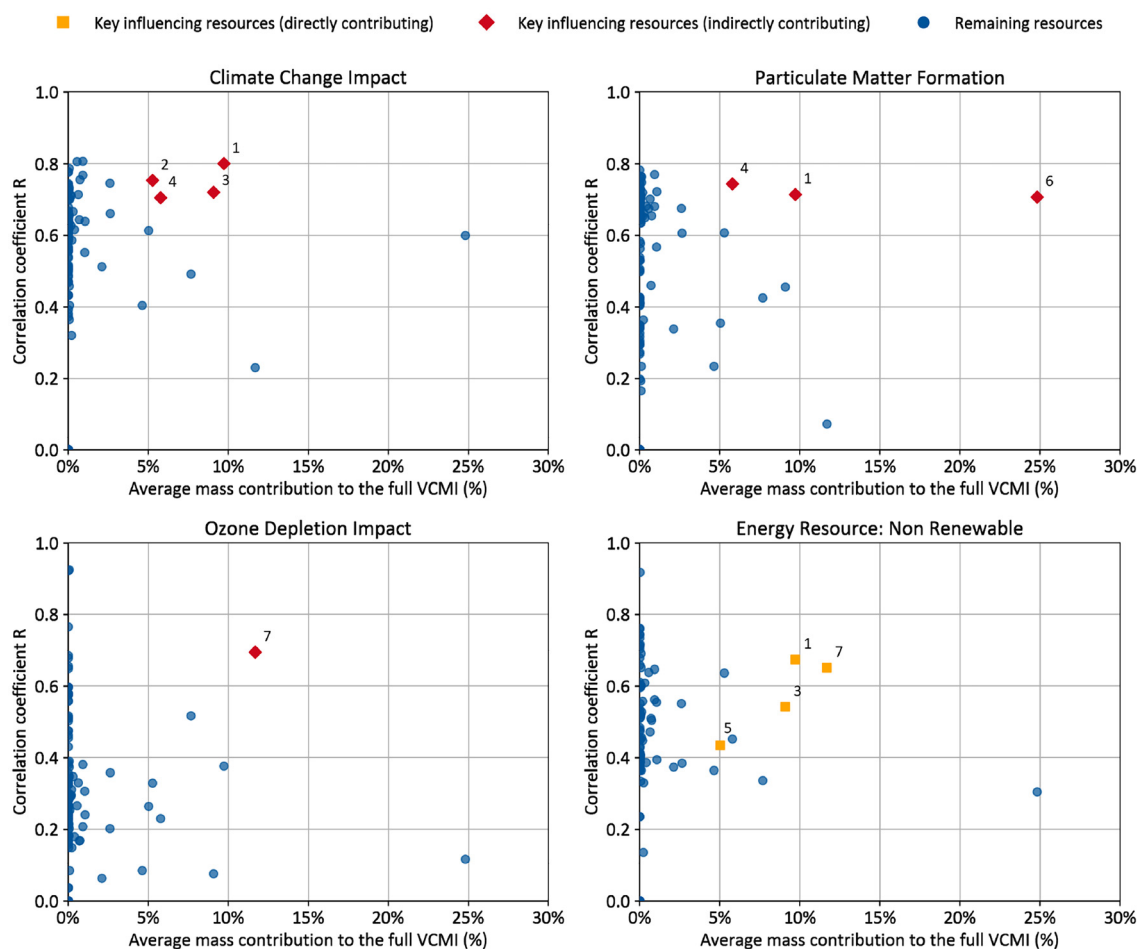 Key influencing resources (directly contributing) Key influencing resources (indirectly contributing) Remaining resources
Climate Change Impact
1.0
0.8
0.6
0.4
0.2
0.0
Correlation coefficient R
1
2
3
4
0% 5% 10% 15% 20% 25% 30%
Average mass contribution to the full VCMI (%)
Particulate Matter Formation
1.0
0.8
0.6
0.4
0.2
0.0
Correlation coefficient R
4
1
6
0% 5% 10% 15% 20% 25% 30%
Average mass contribution to the full VCMI (%)
Ozone Depletion Impact
1.0
0.8
0.6
0.4
0.2
0.0
Correlation coefficient R
7
0% 5% 10% 15% 20% 25% 30%
Average mass contribution to the full VCMI (%)
Energy Resource: Non Renewable
1.0
0.8
0.6
0.4
0.2
0.0
Correlation coefficient R
1
7
3
5
0% 5% 10% 15% 20% 25% 30%
Average mass contribution to the full VCMI (%)